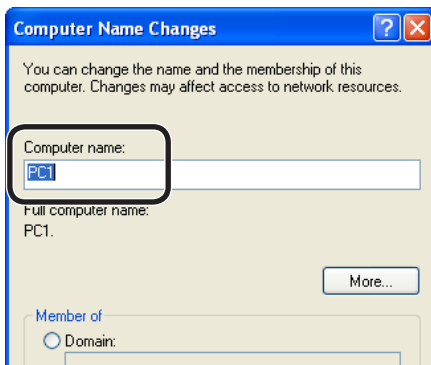 Computer Name Changes
You can change the name and the membership of this
computer. Changes may affect access to network resources.
Computer name:
PC1
Full computer name:
PC1.
More...
Member of
Domain: